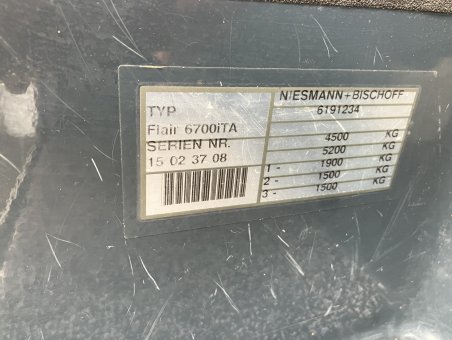 TYP
Flair 6700iTA
SERIEN NR.
15 02 37 08
NIESMANN+BISCHOFF
6191234
4500 KG
5200 KG
1 - 1900 KG
2 - 1500 KG
3 - 1500 KG